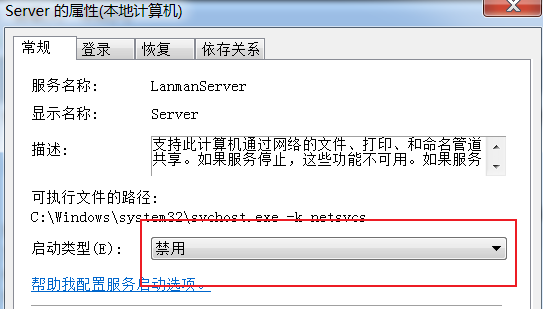 Server 的属性(本地计算机)
常规 登录 恢复 依存关系
服务名称: LanmanServer
显示名称: Server
描述: 支持此计算机通过网络的文件、打印、和命名管道
共享。如果服务停止，这些功能不可用。如果服务
可执行文件的路径:
C:\Windows\system32\svchost.exe -k netsvcs
启动类型(E): 禁用
帮助我配置服务启动选项。